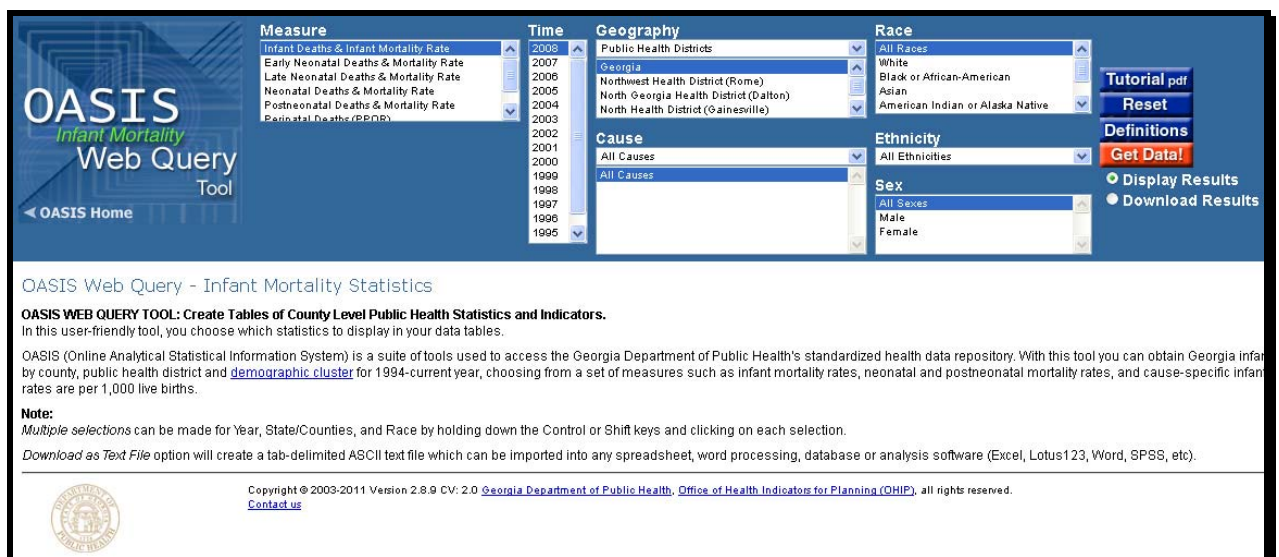 OASIS
Infant Mortality
Web Query
Tool
OASIS Home
Measure
Infant Deaths & Infant Mortality Rate
Early Neonatal Deaths & Mortality Rate
Late Neonatal Deaths & Mortality Rate
Neonatal Deaths & Mortality Rate
Postneonatal Deaths & Mortality Rate
Perinatal Deaths (PPOR)
Time
2008
2007
2006
2005
2004
2003
2002
2001
2000
1999
1998
1997
1996
1995
Geography
Public Health Districts
Georgia
Northwest Health District (Rome)
North Georgia Health District (Dalton)
North Health District (Gainesville)
Cause
All Causes
All Causes
Race
All Races
White
Black or African-American
Asian
American Indian or Alaska Native
Ethnicity
All Ethnicities
Sex
All Sexes
Male
Female
Tutorial pdf
Reset
Definitions
Get Data!
Display Results
Download Results
OASIS Web Query - Infant Mortality Statistics
OASIS WEB QUERY TOOL: Create Tables of County Level Public Health Statistics and Indicators.
In this user-friendly tool, you choose which statistics to display in your data tables.
OASIS (Online Analytical Statistical Information System) is a suite of tools used to access the Georgia Department of Public Health's standardized health data repository. With this tool you can obtain Georgia infan
by county, public health district and demographic cluster for 1994-current year, choosing from a set of measures such as infant mortality rates, neonatal and postneonatal mortality rates, and cause-specific infant
rates are per 1,000 live births.
Note:
Multiple selections can be made for Year, State/Counties, and Race by holding down the Control or Shift keys and clicking on each selection.
Download as Text File option will create a tab-delimited ASCII text file which can be imported into any spreadsheet, word processing, database or analysis software (Excel, Lotus123, Word, SPSS, etc).
Copyright © 2003-2011 Version 2.8.9 CV: 2.0 Georgia Department of Public Health, Office of Health Indicators for Planning (OHIP), all rights reserved.
Contact us
DEPARTMENT OF
PUBLIC HEALTH